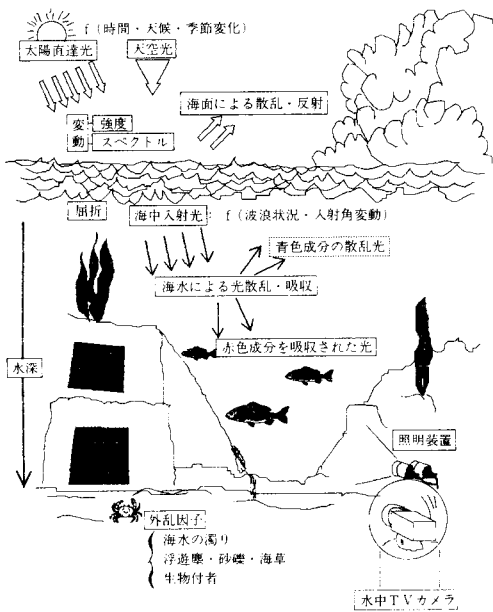 f (時間・天候・季節変化)
太陽直達光
天空光
海面による散乱・反射
変動
強度
スペクトル
屈折
海中入射光: f (波浪状況・入射角変動)
青色成分の散乱光
海水による光散乱・吸収
赤色成分を吸収された光
水深
照明装置
外乱因子
海水の濁り
浮遊塵・砂礫・海草
生物付者
水中TVカメラ